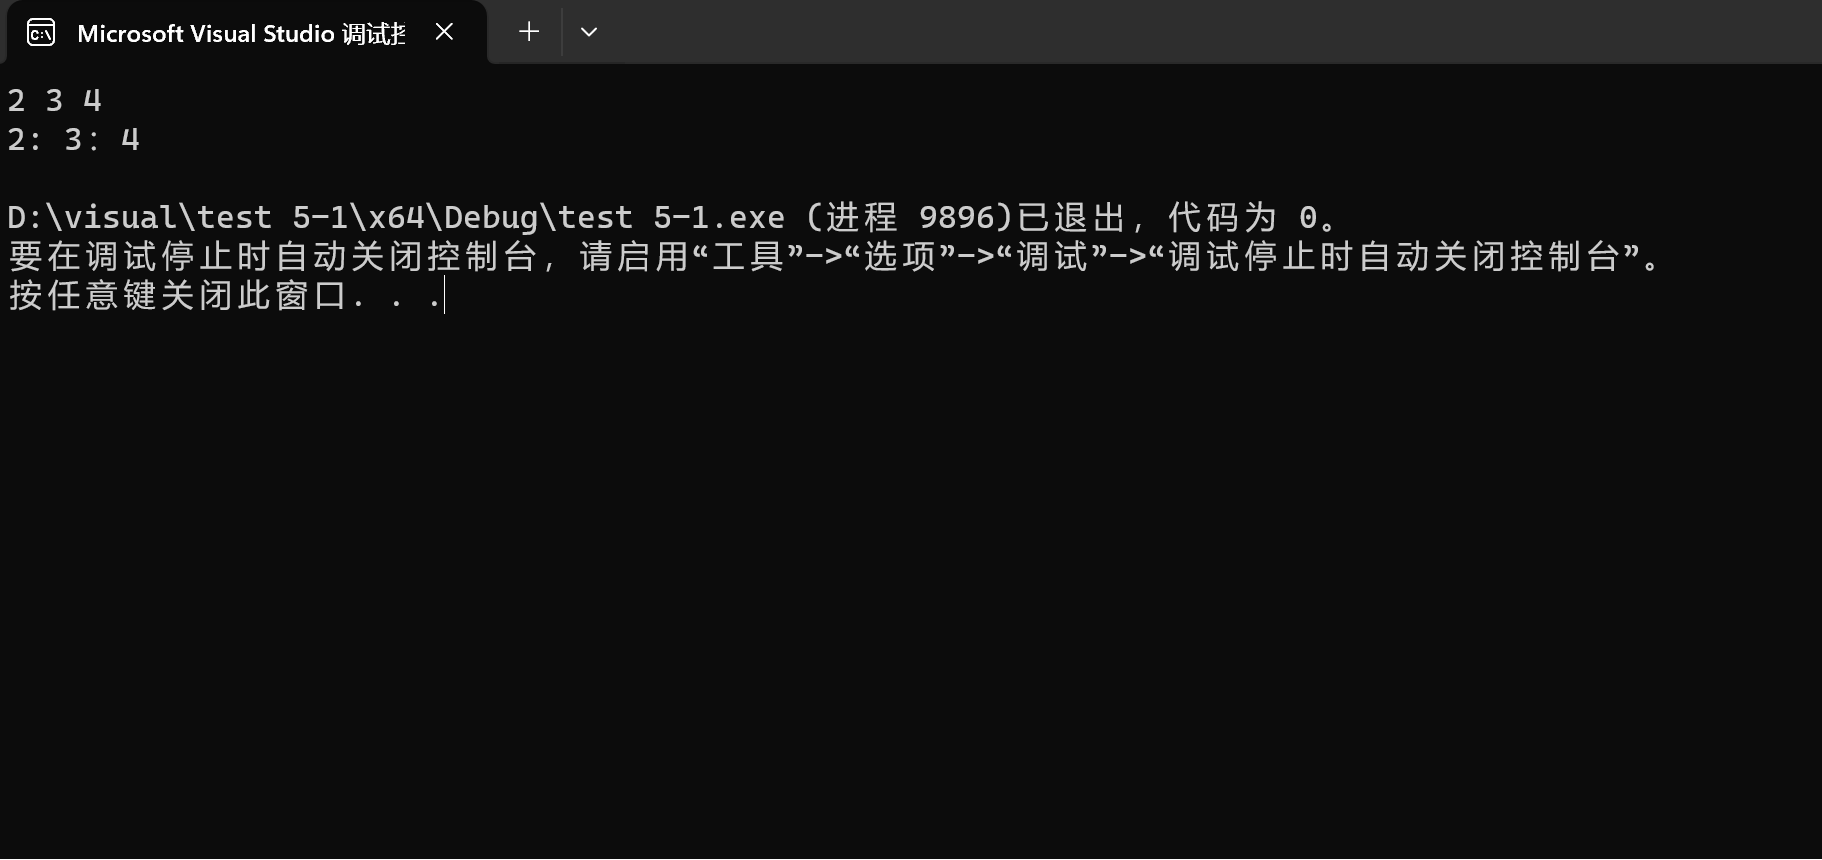 Microsoft Visual Studio 调试控
2 3 4
2: 3: 4
D:\visual\test 5-1\x64\Debug\test 5-1.exe (进程 9896)已退出，代码为 0。
要在调试停止时自动关闭控制台，请启用“工具”->“选项”->“调试”->“调试停止时自动关闭控制台”。
按任意键关闭此窗口. . .